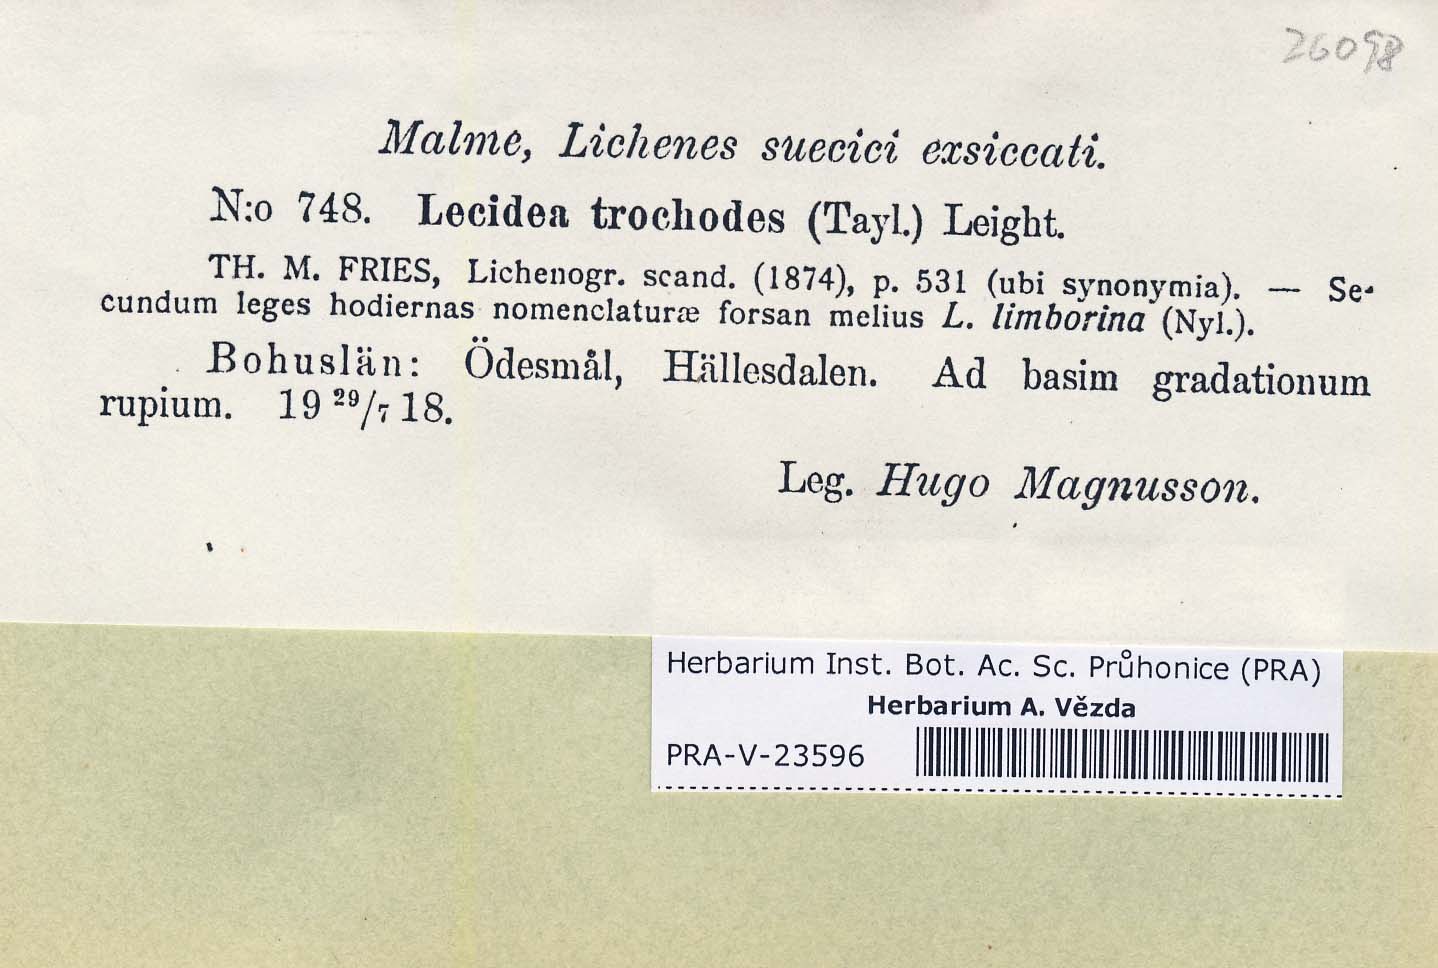 26098
Malme, Lichenes suecici exsiccati.
N:o 748. Lecidea trochodes (Tayl.) Leight.
TH. M. FRIES, Lichenogr. scand. (1874), p. 531 (ubi synonymia). — Se-
cundum leges hodiernas nomenclaturæ forsan melius L. limborina (Nyl.).
Bohuslän: Ödesmål, Hällesdalen. Ad basim gradationum
rupium. 19 29/7 18.
Leg. Hugo Magnusson.
Herbarium Inst. Bot. Ac. Sc. Průhonice (PRA)
Herbarium A. Vězda
PRA-V-23596